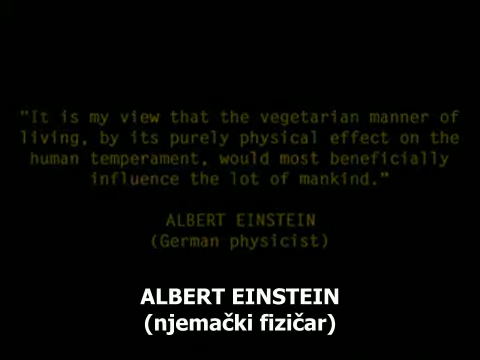 "It is my view that the vegetarian manner of
living, by its purely physical effect on the
human temperament, would most beneficially
influence the lot of mankind."
ALBERT EINSTEIN
(German physicist)
ALBERT EINSTEIN
(njemački fizičar)